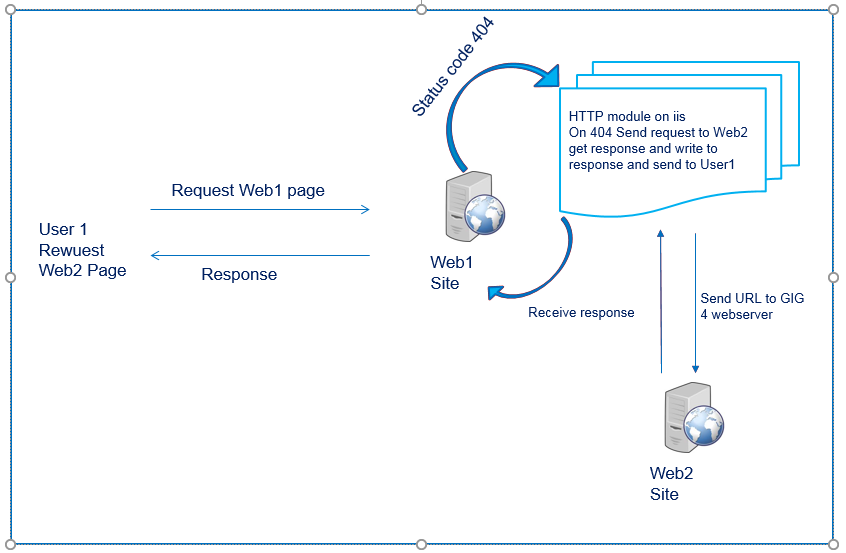 Status code 404
HTTP module on iis
On 404 Send request to Web2
get response and write to
response and send to User1
Request Web1 page
User 1
Rewuest
Web2 Page
Response
Web1
Site
Receive response
Send URL to GIG
4 webserver
Web2
Site